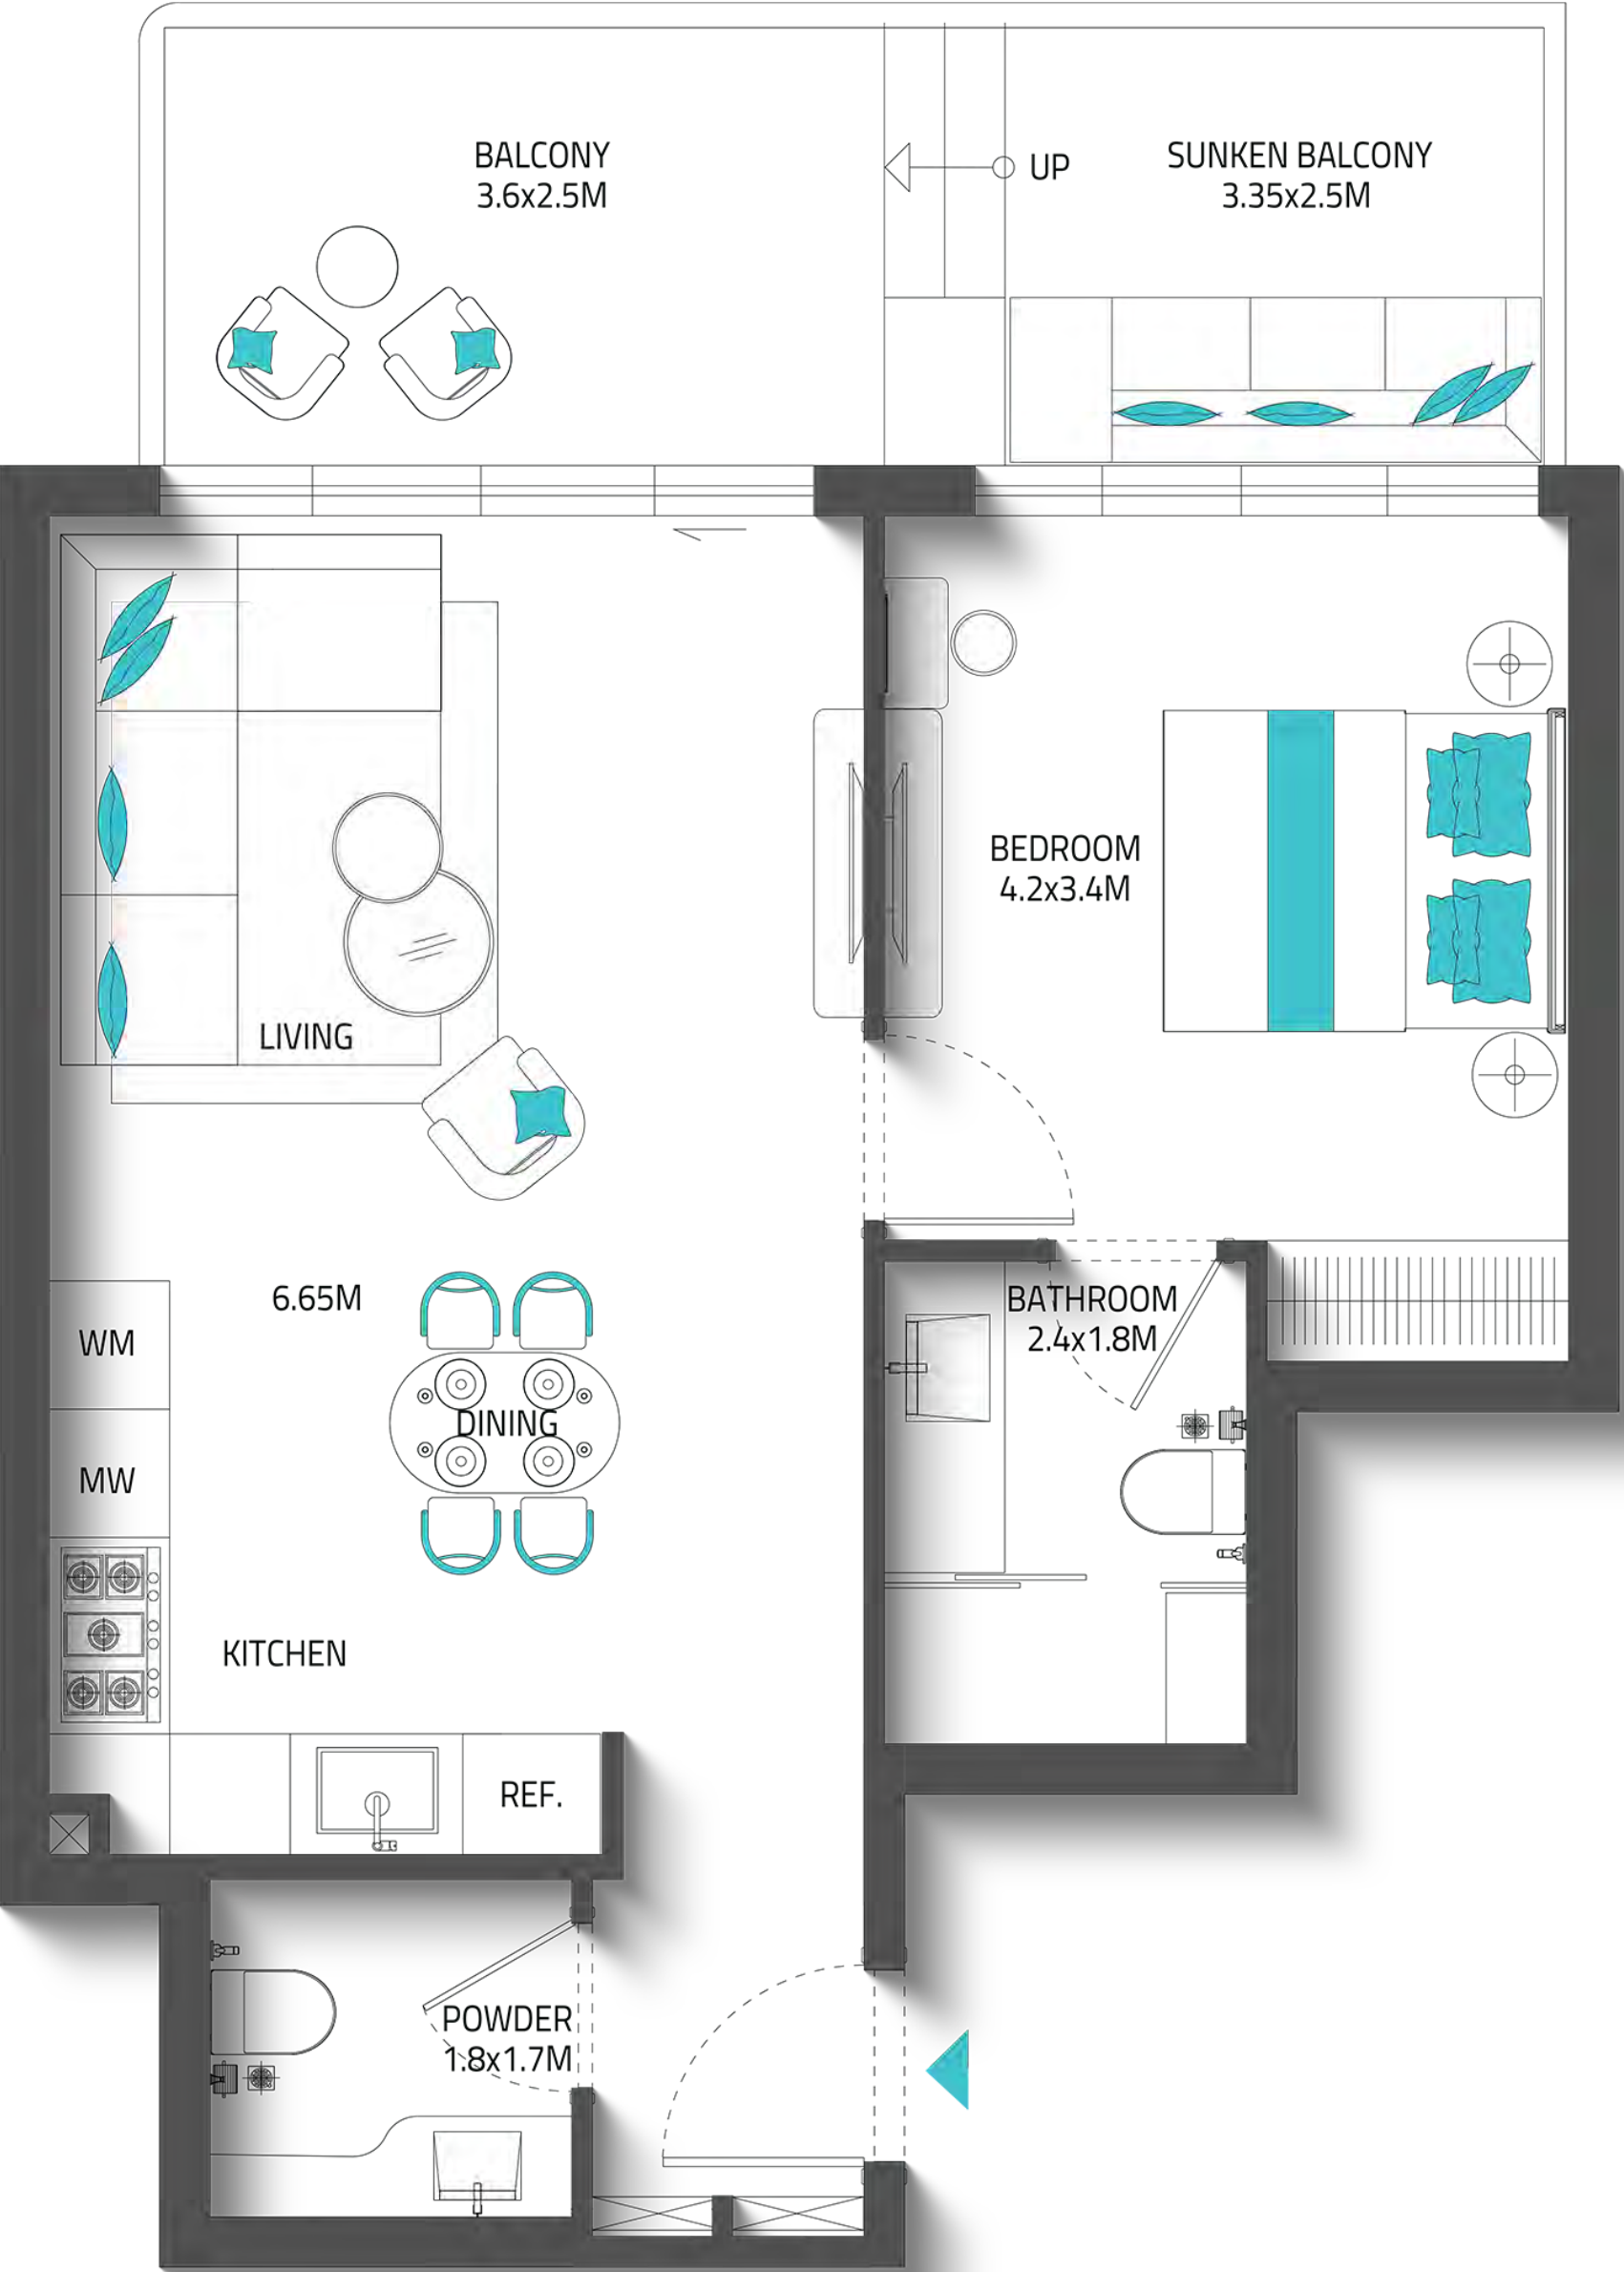 BALCONY
3.6x2.5M
UP
SUNKEN BALCONY
3.35x2.5M
BEDROOM
4.2x3.4M
LIVING
6.65M
BATHROOM
2.4x1.8M
WM
DINING
MW
KITCHEN
REF.
POWDER
1.8x1.7M